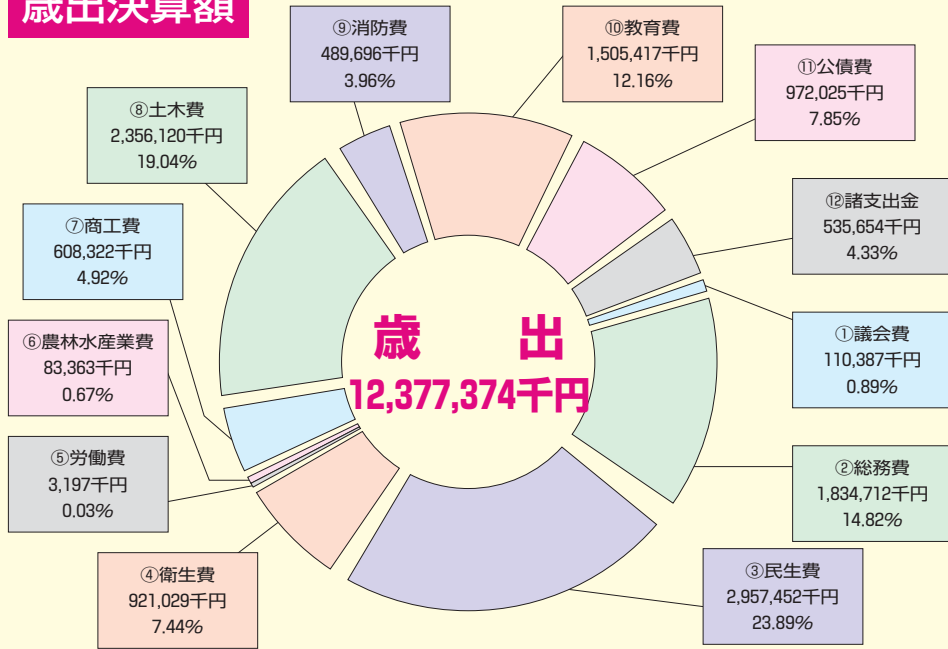 歳出決算額
⑨消防費
489,696千円
3.96%
⑩教育費
1,505,417千円
12.16%
⑪公債費
972,025千円
7.85%
⑧土木費
2,356,120千円
19.04%
⑫諸支出金
535,654千円
4.33%
⑦商工費
608,322千円
4.92%
⑥農林水産業費
83,363千円
0.67%
歳 出
12,377,374千円
①議会費
110,387千円
0.89%
⑤労働費
3,197千円
0.03%
②総務費
1,834,712千円
14.82%
④衛生費
921,029千円
7.44%
③民生費
2,957,452千円
23.89%